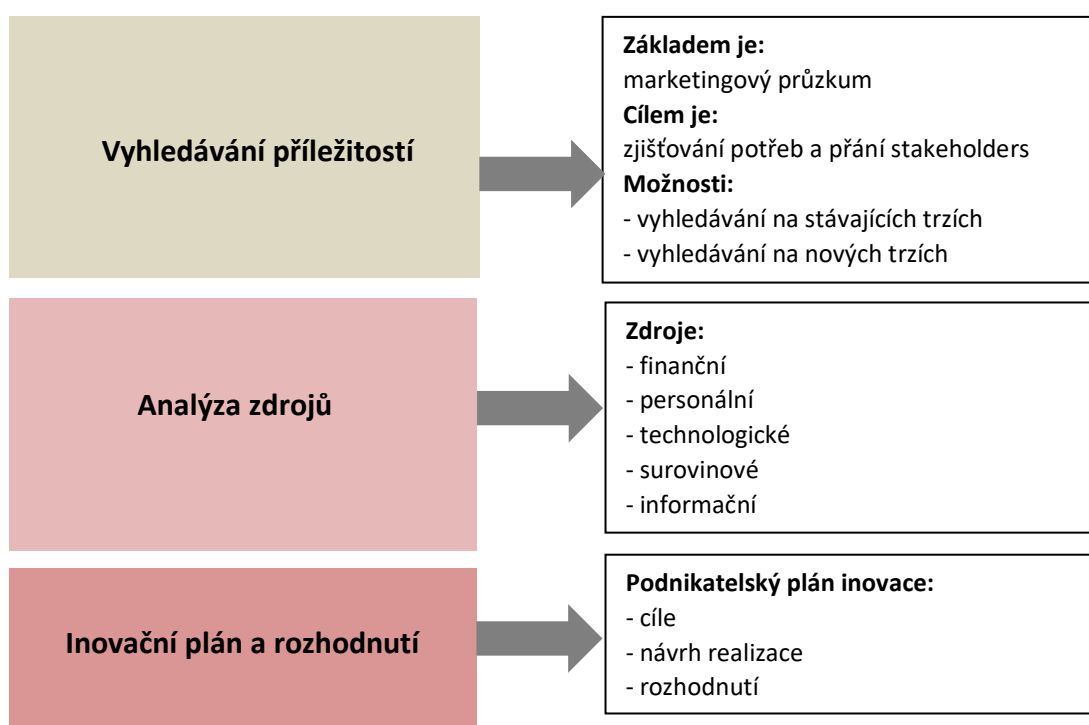 Vyhledávání příležitostí
Základem je:
marketingový průzkum
Cílem je:
zjišťování potřeb a přání stakeholders
Možnosti:
- vyhledávání na stávajících trzích
- vyhledávání na nových trzích
Analýza zdrojů
Zdroje:
- finanční
- personální
- technologické
- surovinové
- informační
Inovační plán a rozhodnutí
Podnikatelský plán inovace:
- cíle
- návrh realizace
- rozhodnutí